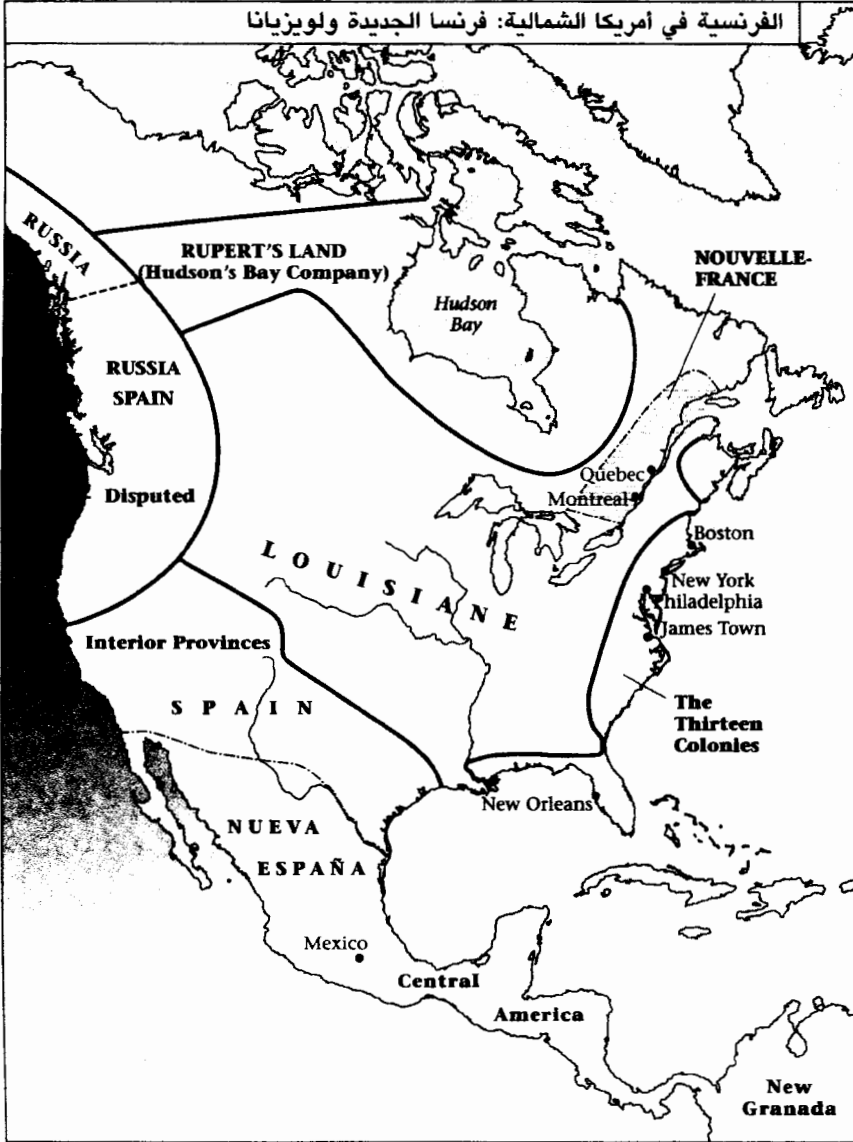 الفرنسية في أمريكا الشمالية: فرنسا الجديدة ولويزيانا
RUSSIA
RUPERT'S LAND
(Hudson's Bay Company)
Hudson
Bay
NOUVELLE-
FRANCE
RUSSIA
SPAIN
Disputed
Quebec
Montreal
Boston
LOUISIANE
New York
Philadelphia
James Town
Interior Provinces
SPAIN
The
Thirteen
Colonies
New Orleans
NUEVA
ESPAÑA
Mexico
Central
America
New
Granada